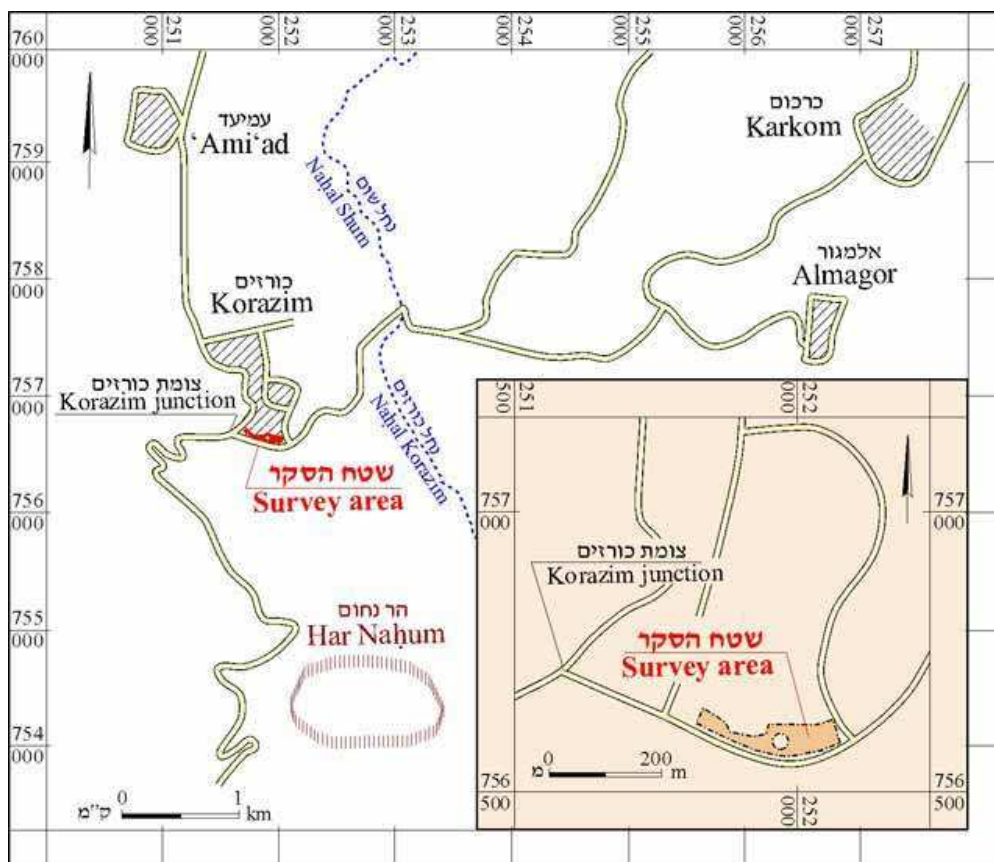 251
000
252
000
253
000
254
000
255
000
256
000
257
000
760
000
759
000
758
000
757
000
756
000
755
000
754
000
עמיעד
'Ami'ad
נחל שום
Naḥal Shum
כרכום
Karkom
אלמגור
Almagor
כורזים
Korazim
צומת כורזים
Korazim junction
נחל כורזים
Naḥal Korazim
שטח הסקר
Survey area
הר נחום
Har Naḥum
0 1
ק"מ km
251
500
252
000
757
000
757
000
צומת כורזים
Korazim junction
שטח הסקר
Survey area
0 200
מ m
756
500
252
000
756
500